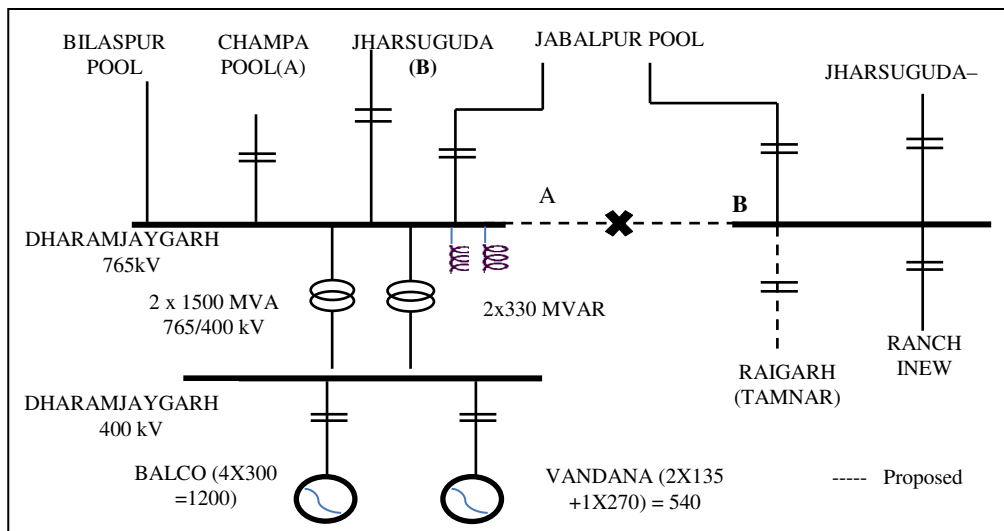 BILASPUR
POOL
CHAMPA
POOL(A)
JHARSUGUDA
(B)
JABALPUR POOL
JHARSUGUDA–
A
B
DHARAMJAYGARH
765kV
2 x 1500 MVA
765/400 kV
2x330 MVAR
RAIGARH
(TAMNAR)
RANCH
INEW
DHARAMJAYGARH
400 kV
BALCO (4X300
=1200)
VANDANA (2X135
+1X270) = 540
----- Proposed